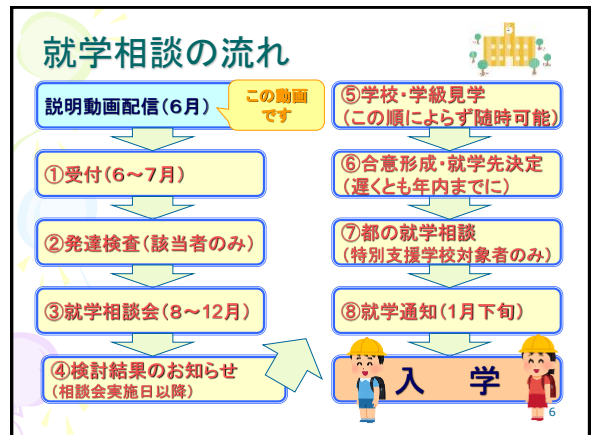 就学相談の流れ
説明動画配信(6月)
この動画
です
①受付(6～7月)
②発達検査(該当者のみ)
③就学相談会(8～12月)
④検討結果のお知らせ
(相談会実施日以降)
⑤学校・学級見学
(この順によらず随時可能)
⑥合意形成・就学先決定
(遅くとも年内までに)
⑦都の就学相談
(特別支援学校対象者のみ)
⑧就学通知(1月下旬)
入 学
6